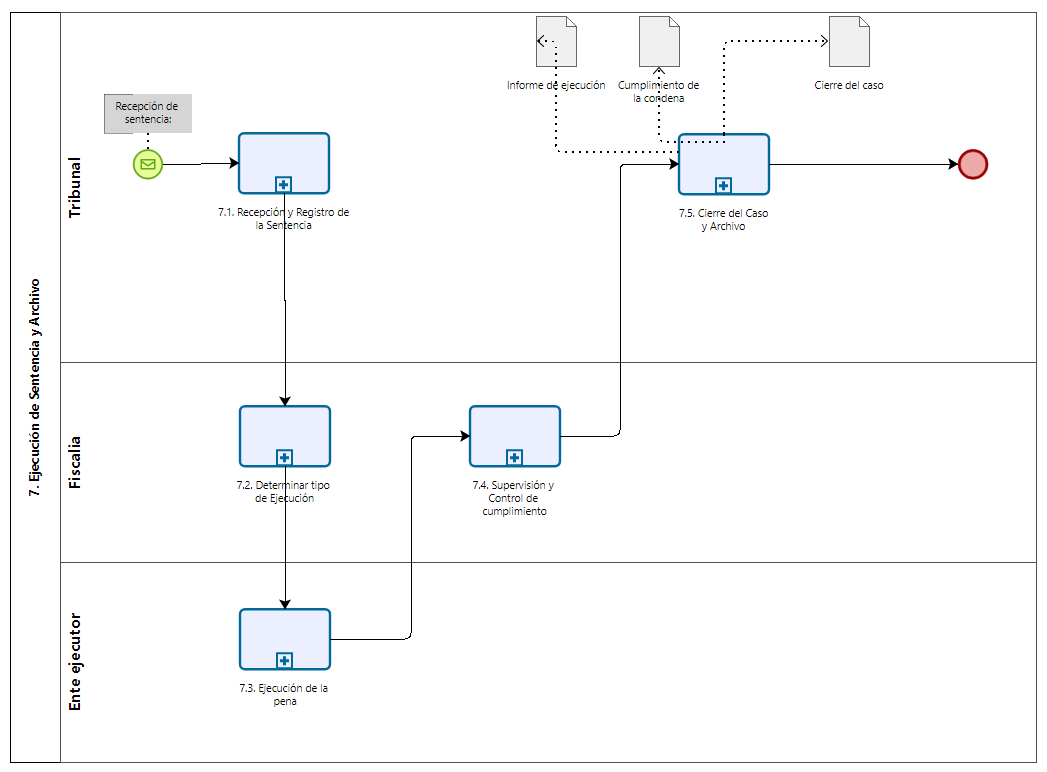 7. Ejecución de Sentencia y Archivo
Tribunal
Recepción de
sentencia:
7.1. Recepción y Registro de
la Sentencia
Informe de ejecución
Cumplimiento de
la condena
Cierre del caso
7.5. Cierre del Caso
y Archivo
Fiscalia
7.2. Determinar tipo
de Ejecución
7.4. Supervisión y
Control de
cumplimiento
Ente ejecutor
7.3. Ejecución de la
pena